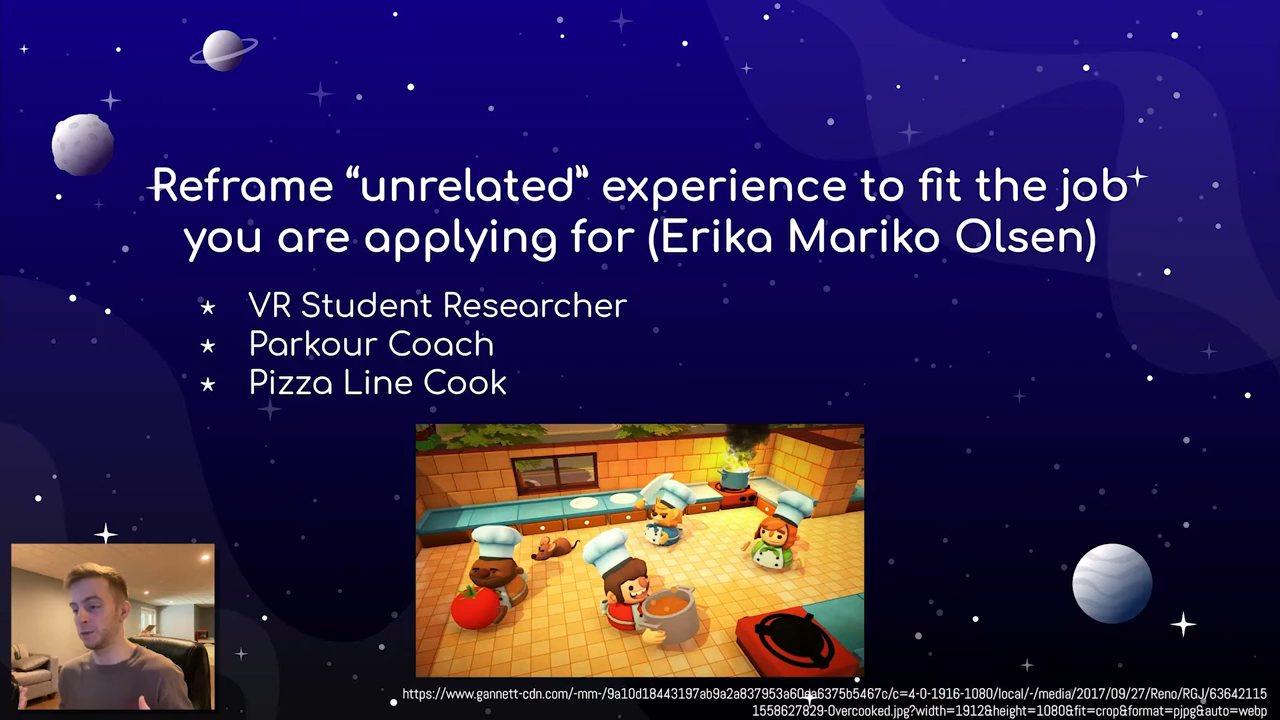 Reframe “unrelated” experience to fit the job
you are applying for (Erika Mariko Olsen)
★ VR Student Researcher
★ Parkour Coach
★ Pizza Line Cook
https://www.gannett-cdn.com/-mm-/9a10d18443197ab9a2a837953a60da6375b5467c/c=4-0-1916-1080/local/-/media/2017/09/27/Reno/RGJ/63642115
1558627829-Overcooked.jpg?width=1912&height=1080&fit=crop&format=pjpg&auto=webp